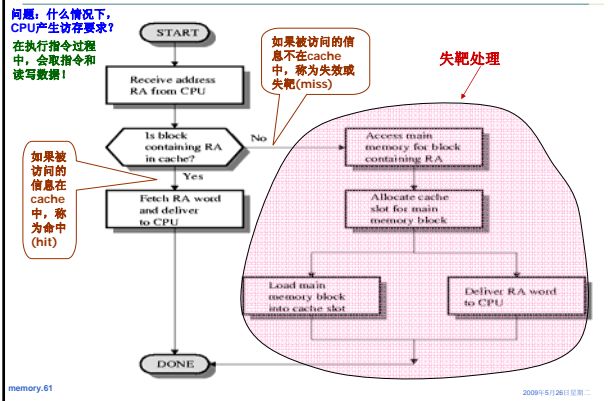 问题：什么情况下，
CPU产生访存要求？
在执行指令过程
中，会取指令和
读写数据！
START
如果被访问的信
息不在cache
中，称为失效或
失靶(miss)
失靶处理
Receive address
RA from CPU
Is block
containing RA
in cache?
No
Access main
memory for block
containing RA
如果被
访问的
信息在
cache
中，称
为命中
(hit)
Yes
Fetch RA word
and deliver
to CPU
Allocate cache
slot for main
memory block
Load main
memory block
into cache slot
Deliver RA word
to CPU
DONE
memory.61
2009年5月26日星期二